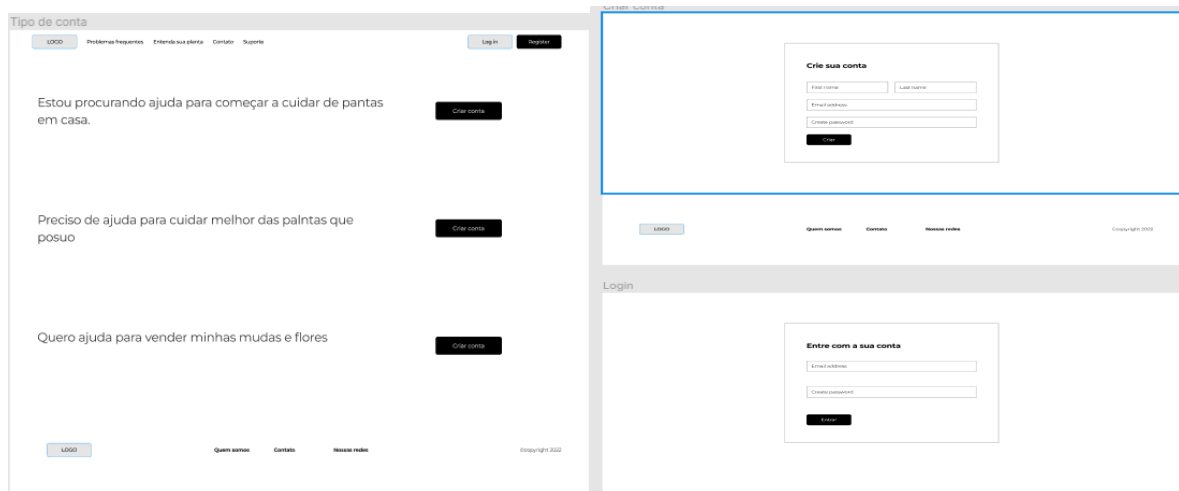 Tipo de conta
LOGO Problemas frequentes Entenda sua planta Contato Suporte Log in Register
Estou procurando ajuda para começar a cuidar de pantas
em casa.
Criar conta
Preciso de ajuda para cuidar melhor das palntas que
posuo
Criar conta
Quero ajuda para vender minhas mudas e flores
Criar conta
LOGO Quem somos Contato Nossas redes Ccopyright 2022
Criar conta
Crie sua conta
First name Last name
Email address
Create password
Criar
LOGO Quem somos Contato Nossas redes Ccopyright 2022
Login
Entre com a sua conta
Email address
Create password
Entrar